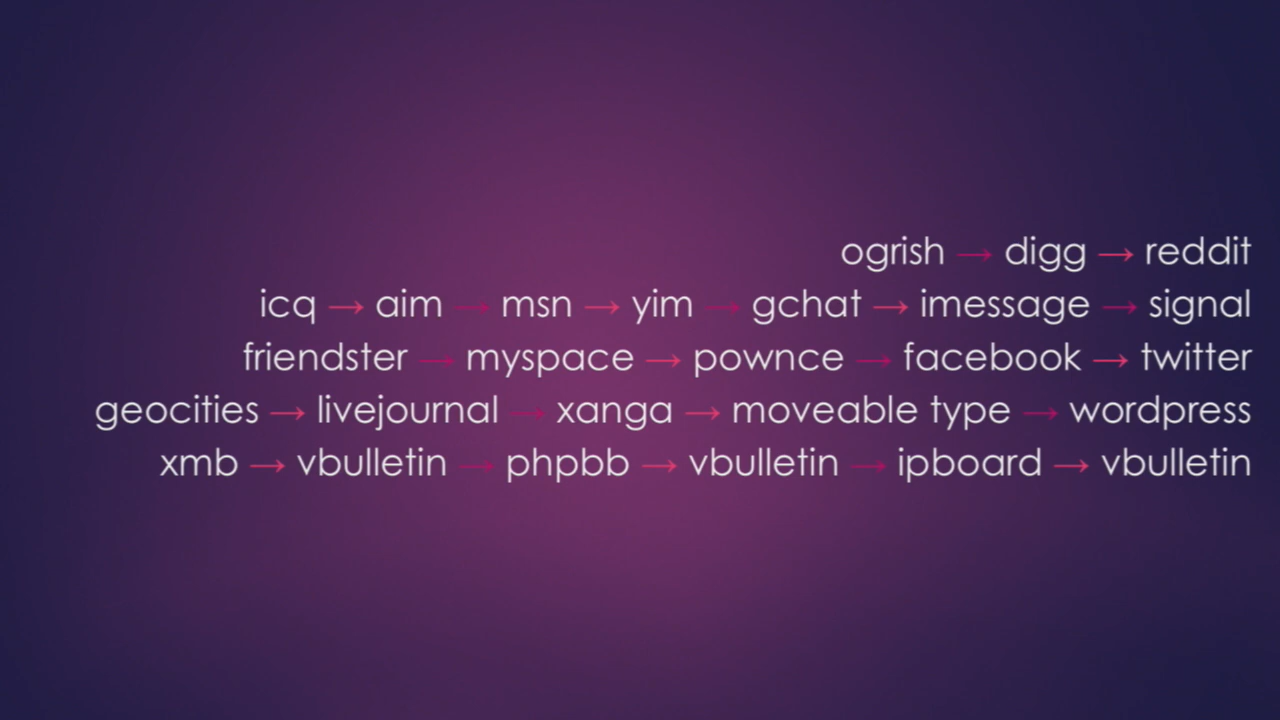 ogrish → digg → reddit
icq → aim → msn → yim → gchat → imessage → signal
friendster → myspace → pownce → facebook → twitter
geocities → livejournal → xanga → moveable type → wordpress
xmb → vbulletin → phpbb → vbulletin → ipboard → vbulletin